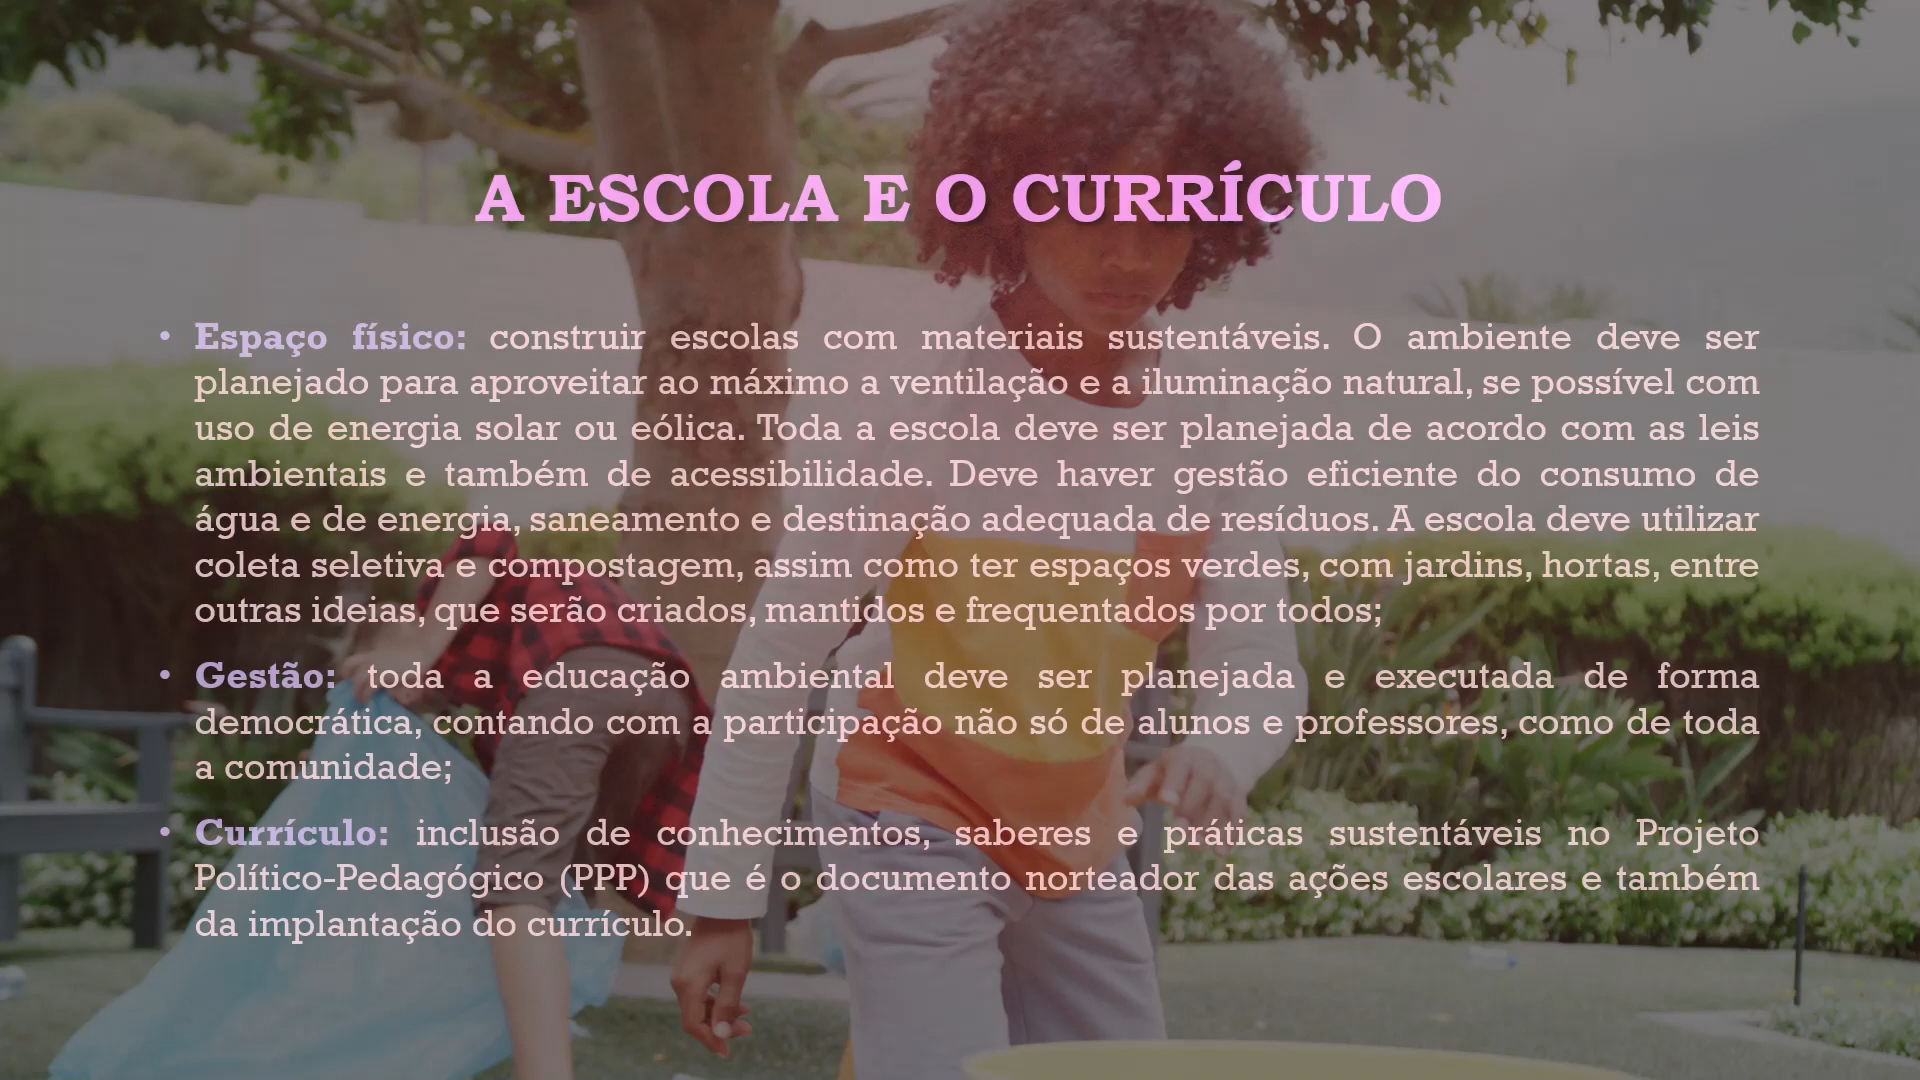 A ESCOLA E O CURRÍCULO
• Espaço físico: construir escolas com materiais sustentáveis. O ambiente deve ser
planejado para aproveitar ao máximo a ventilação e a iluminação natural, se possível com
uso de energia solar ou eólica. Toda a escola deve ser planejada de acordo com as leis
ambientais e também de acessibilidade. Deve haver gestão eficiente do consumo de
água e de energia, saneamento e destinação adequada de resíduos. A escola deve utilizar
coleta seletiva e compostagem, assim como ter espaços verdes, com jardins, hortas, entre
outras ideias, que serão criados, mantidos e frequentados por todos;
• Gestão: toda a educação ambiental deve ser planejada e executada de forma
democrática, contando com a participação não só de alunos e professores, como de toda
a comunidade;
• Currículo: inclusão de conhecimentos, saberes e práticas sustentáveis no Projeto
Político-Pedagógico (PPP) que é o documento norteador das ações escolares e também
da implantação do currículo.